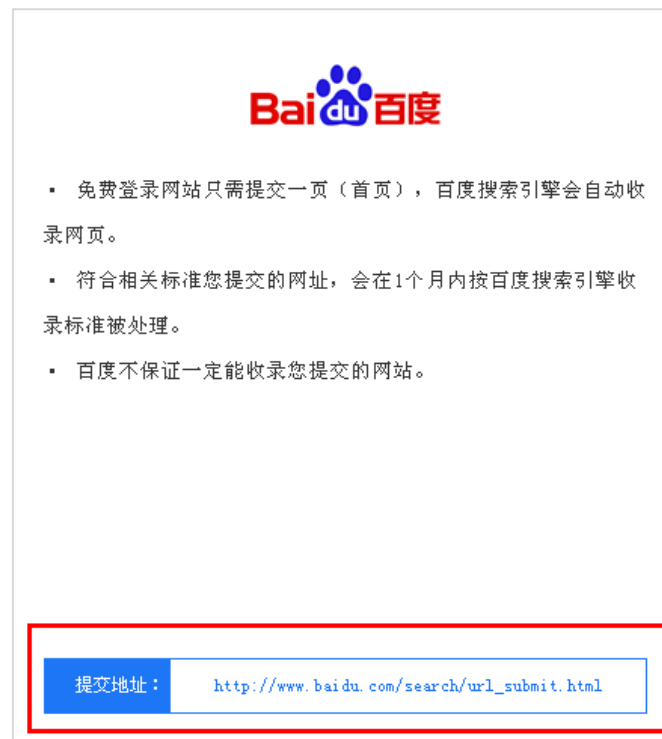 Bai du 百度
▪ 免费登录网站只需提交一页（首页），百度搜索引擎会自动收
录网页。
▪ 符合相关标准您提交的网址，会在1个月内按百度搜索引擎收
录标准被处理。
▪ 百度不保证一定能收录您提交的网站。
提交地址： http://www.baidu.com/search/url_submit.html